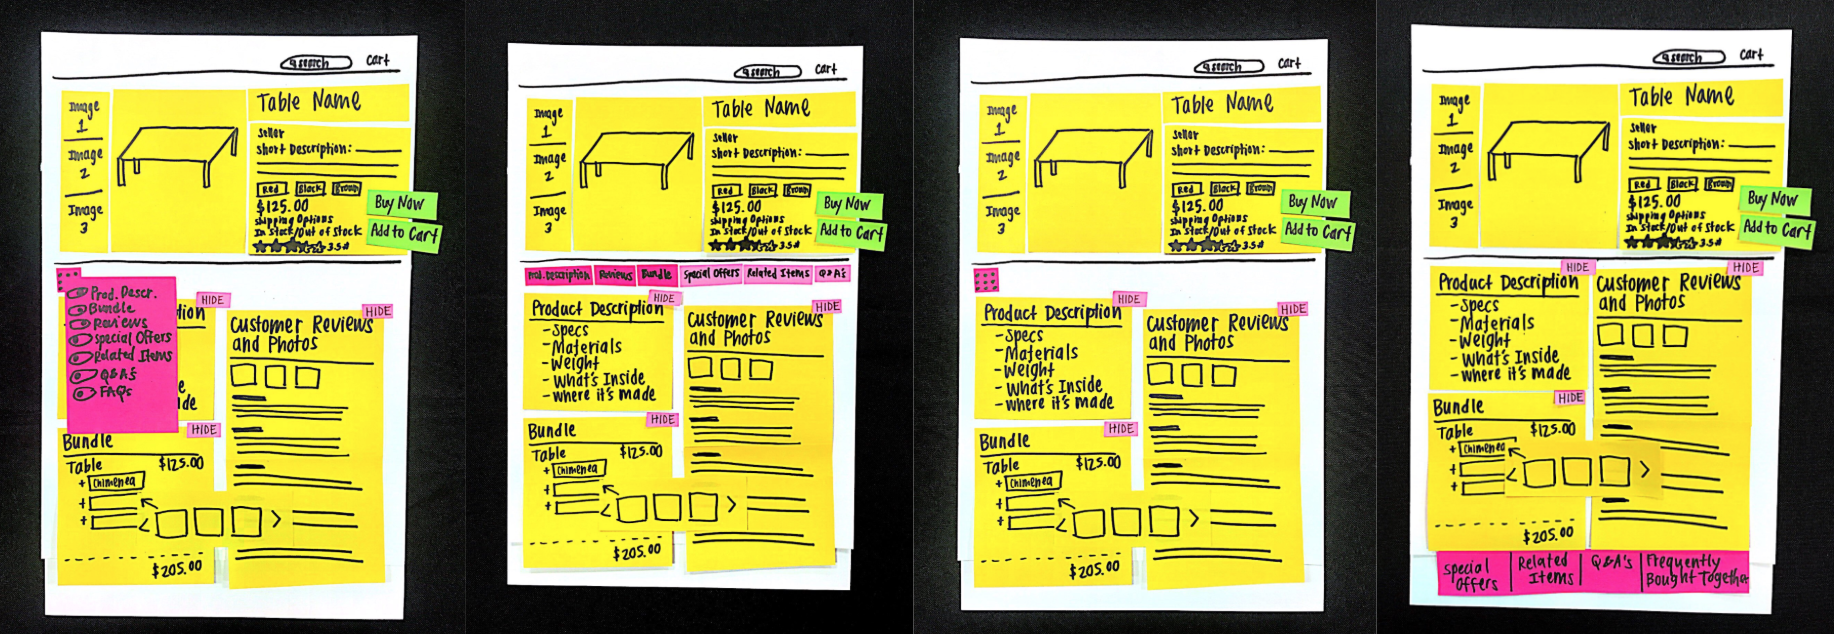 search
Cart
Image
1
Image
2
Image
3
Table Name
Seller
Short Description:
Red
Black
Brown
$125.00
Shipping Options
In Stock/Out of Stock
3.5#
Buy Now
Add to Cart
Prod. Descr.
Bundle
Reviews
Special Offers
Related Items
Q&A's
FAQs
tion
e
ide
HIDE
HIDE
Customer Reviews
and Photos
HIDE
Bundle
Table $125.00
+ Chimenea
+
+
<
>
$205.00
search
Cart
Image
1
Image
2
Image
3
Table Name
Seller
Short Description:
Red
Black
Brown
$125.00
Shipping Options
In Stock/Out of Stock
3.5#
Buy Now
Add to Cart
Prod. Description
Reviews
Bundle
Special Offers
Related Items
Q&A's
HIDE
HIDE
Product Description
- Specs
- Materials
- Weight
- What's Inside
- Where it's made
Customer Reviews
and Photos
HIDE
Bundle
Table $125.00
+ Chimenea
+
+
<
>
$205.00
search
Cart
Image
1
Image
2
Image
3
Table Name
Seller
Short Description:
Red
Black
Brown
$125.00
Shipping Options
In Stock/Out of Stock
3.5#
Buy Now
Add to Cart
HIDE
HIDE
Product Description
- Specs
- Materials
- Weight
- What's Inside
- Where it's made
Customer Reviews
and Photos
HIDE
Bundle
Table $125.00
+ Chimenea
+
+
<
>
$205.00
search
Cart
Image
1
Image
2
Image
3
Table Name
Seller
Short Description:
Red
Black
Brown
$125.00
Shipping Options
In Stock/Out of Stock
3.5#
Buy Now
Add to Cart
HIDE
HIDE
Product Description
- Specs
- Materials
- Weight
- What's Inside
- Where it's made
Customer Reviews
and Photos
HIDE
Bundle
Table $125.00
+ Chimenea
+
+
<
>
$205.00
Special
Offers
Related
Items
Q&A's
Frequently
Bought Together